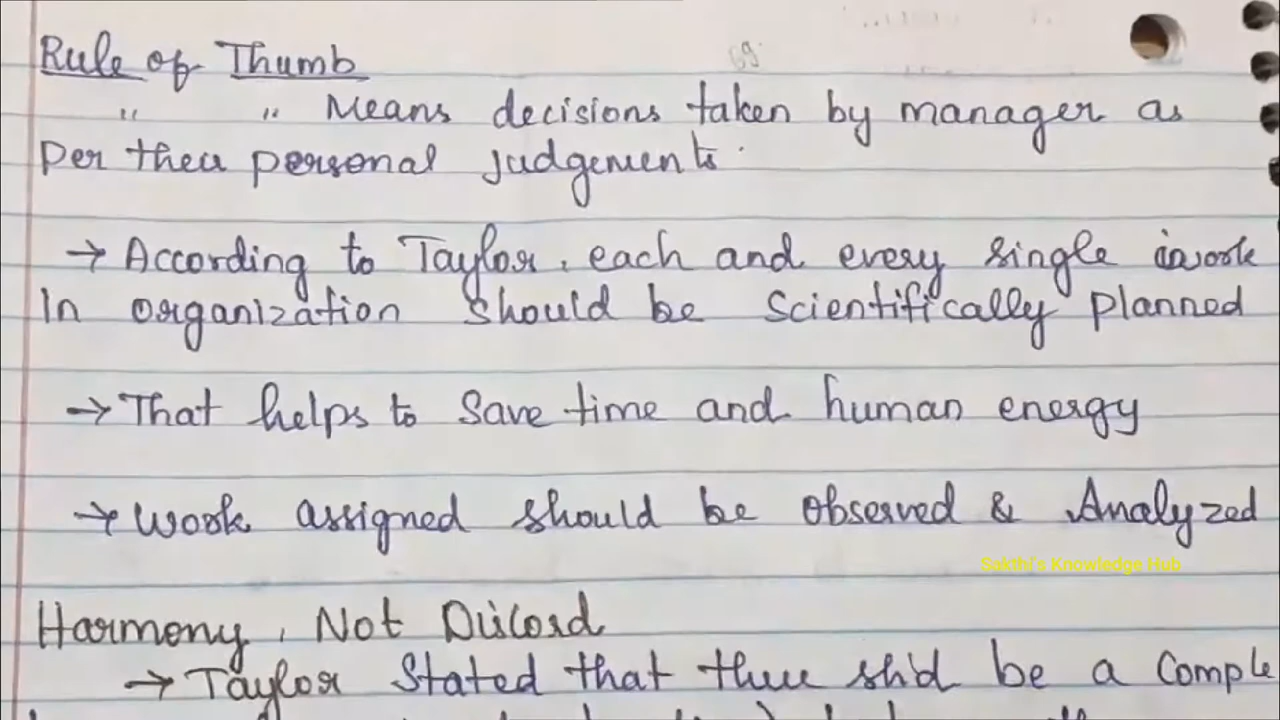 Rule of Thumb
" " Means decisions taken by manager as
Per their personal judgements.
→ According to Taylor, each and every single work
In organization should be Scientifically planned
→ That helps to Save time and human energy
→ Work assigned should be Observed & Analyzed
Sakthi's Knowledge Hub
Harmony, Not Discord
→ Taylor Stated that there sh'd be a Comple